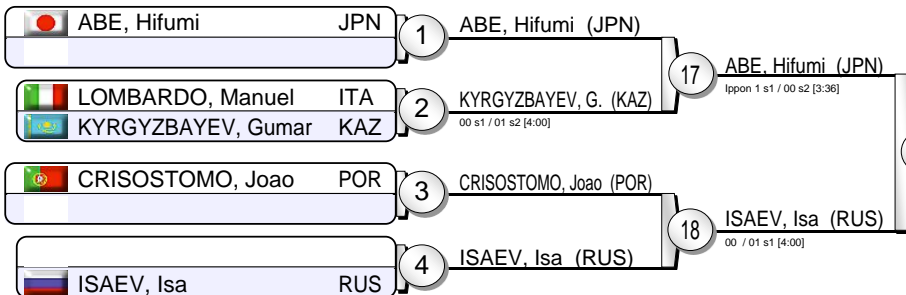 ABE, Hifumi JPN
1
ABE, Hifumi (JPN)
LOMBARDO, Manuel ITA
KYRGYZBAYEV, Gumar KAZ
2
KYRGYZBAYEV, G. (KAZ)
00 s1 / 01 s2 [4:00]
17
ABE, Hifumi (JPN)
Ippon 1 s1 / 00 s2 [3:36]
CRISOSTOMO, Joao POR
3
CRISOSTOMO, Joao (POR)
ISAEV, Isa RUS
4
ISAEV, Isa (RUS)
18
ISAEV, Isa (RUS)
00 / 01 s1 [4:00]